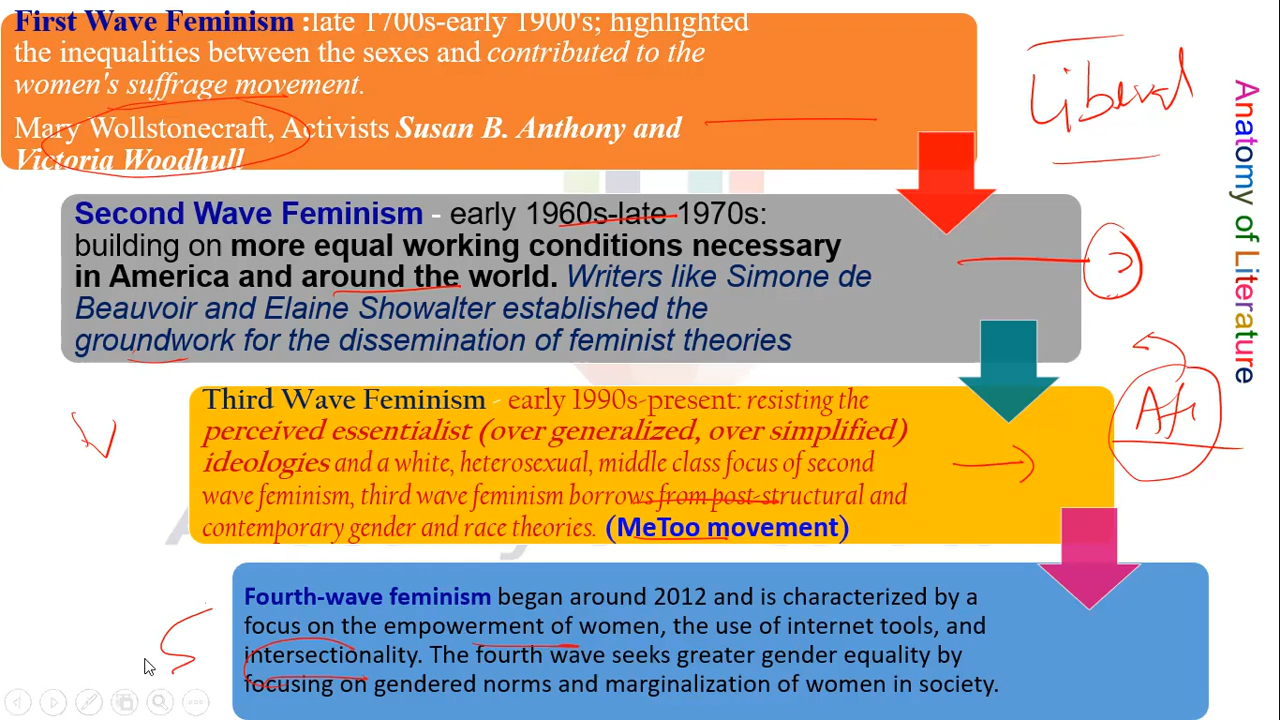 First Wave Feminism :late 1700s-early 1900's; highlighted
the inequalities between the sexes and contributed to the
women's suffrage movement.
Mary Wollstonecraft, Activists Susan B. Anthony and
Victoria Woodhull
Liberal
Second Wave Feminism - early 1960s-late 1970s:
building on more equal working conditions necessary
in America and around the world. Writers like Simone de
Beauvoir and Elaine Showalter established the
groundwork for the dissemination of feminist theories
Third Wave Feminism - early 1990s-present: resisting the
perceived essentialist (over generalized, over simplified)
ideologies and a white, heterosexual, middle class focus of second
wave feminism, third wave feminism borrows from post-structural and
contemporary gender and race theories. (MeToo movement)
Fourth-wave feminism began around 2012 and is characterized by a
focus on the empowerment of women, the use of internet tools, and
intersectionality. The fourth wave seeks greater gender equality by
focusing on gendered norms and marginalization of women in society.
Anatomy of Literature